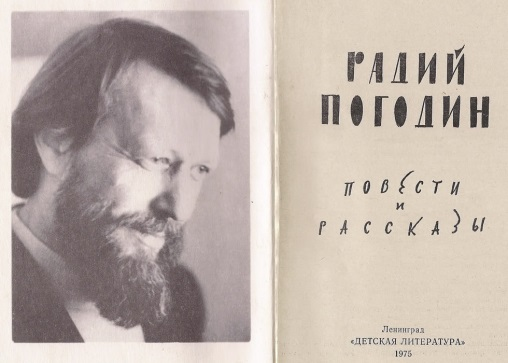 РАДИЙ
ПОГОДИН
ПОВЕСТИ
и
РАССКАЗЫ
Ленинград
«ДЕТСКАЯ ЛИТЕРАТУРА»
1975